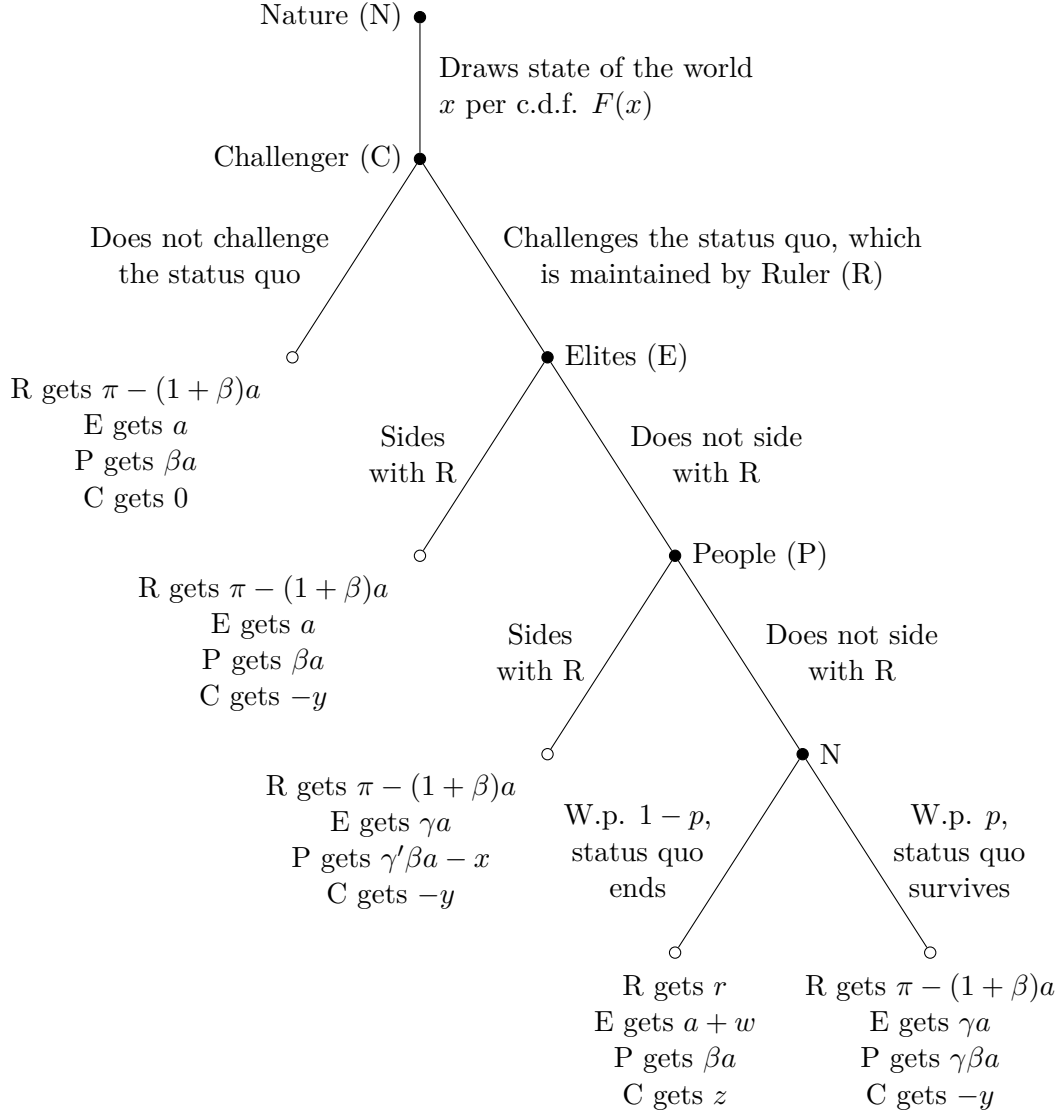 Nature (N)
Draws state of the world
x per c.d.f. F(x)
Challenger (C)
Does not challenge
the status quo
Challenges the status quo, which
is maintained by Ruler (R)
Elites (E)
R gets π − (1 + β)a
E gets a
P gets βa
C gets 0
Sides
with R
Does not side
with R
People (P)
R gets π − (1 + β)a
E gets a
P gets βa
C gets −y
Sides
with R
Does not side
with R
N
R gets π − (1 + β)a
E gets γa
P gets γ′βa − x
C gets −y
W.p. 1 − p,
status quo
ends
W.p. p,
status quo
survives
R gets r
E gets a + w
P gets βa
C gets z
R gets π − (1 + β)a
E gets γa
P gets γβa
C gets −y